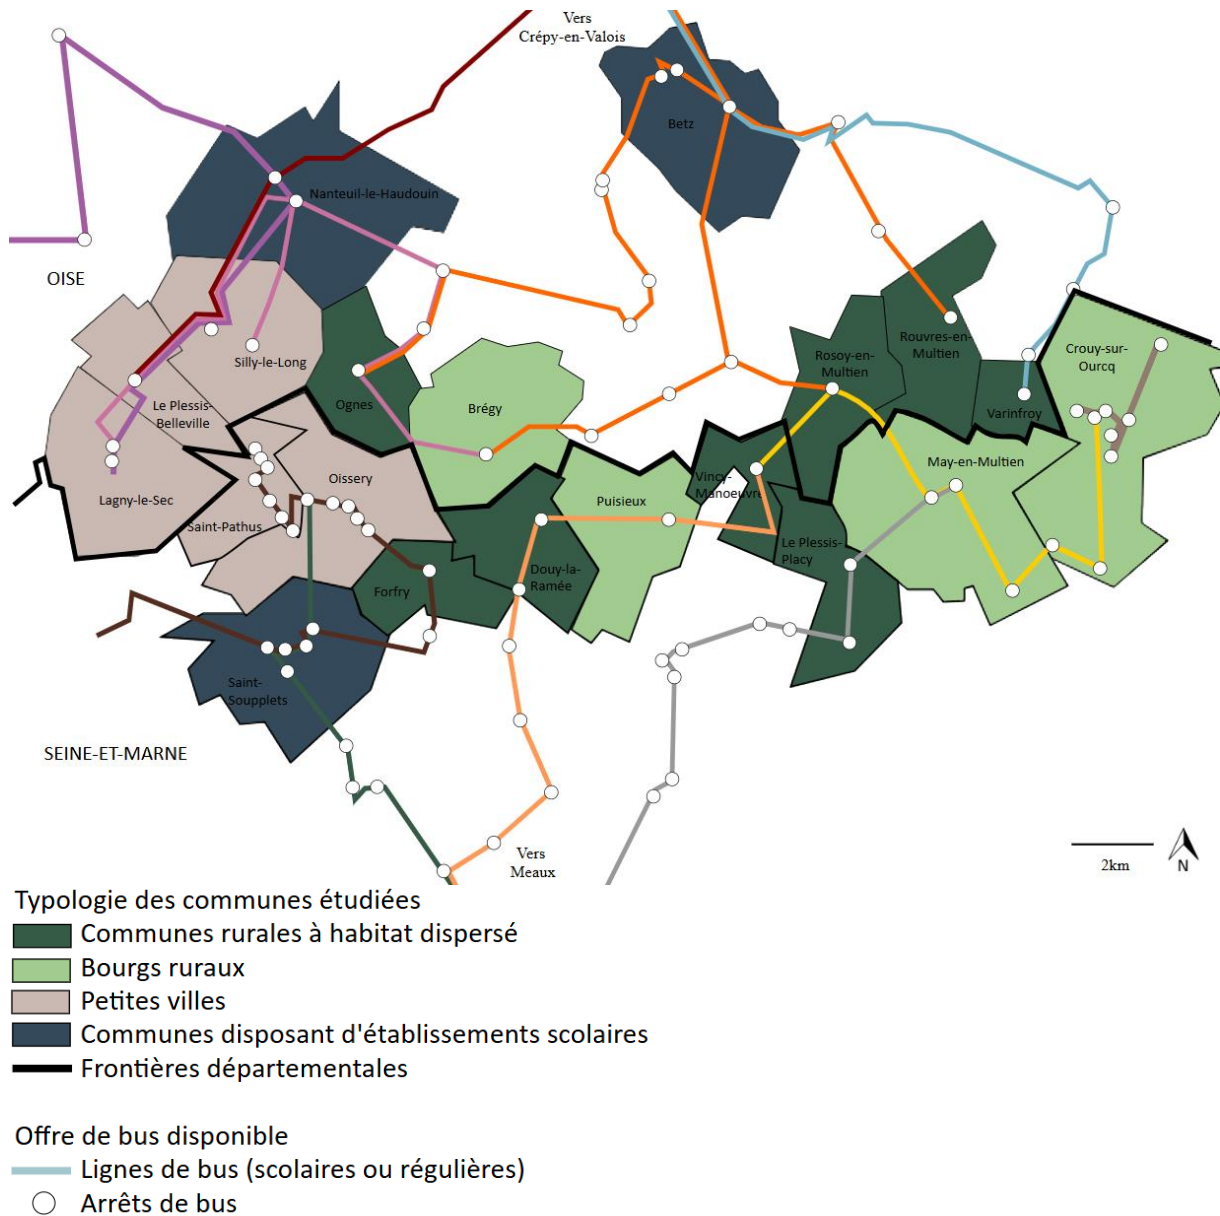 Vers
Crépy-en-Valois
Betz
Nanteuil-le-Haudouin
OISE
Silly-le-Long
Rouvres-en-
Multien
Rosoy-en-
Multien
Crouy-sur-
Ourcq
Le Plessis-
Belleville
Ognes
Brégy
Varinfroy
May-en-Multien
Oissery
Vincy-
Manoeuvre
Lagny-le-Sec
Puisieux
Saint-Pathus
Le Plessis-
Placy
Douy-la-
Ramée
Forfry
Saint-
Soupplets
SEINE-ET-MARNE
Vers
Meaux
2km
N
Typologie des communes étudiées
Communes rurales à habitat dispersé
Bourgs ruraux
Petites villes
Communes disposant d'établissements scolaires
Frontières départementales
Offre de bus disponible
Lignes de bus (scolaires ou régulières)
Arrêts de bus